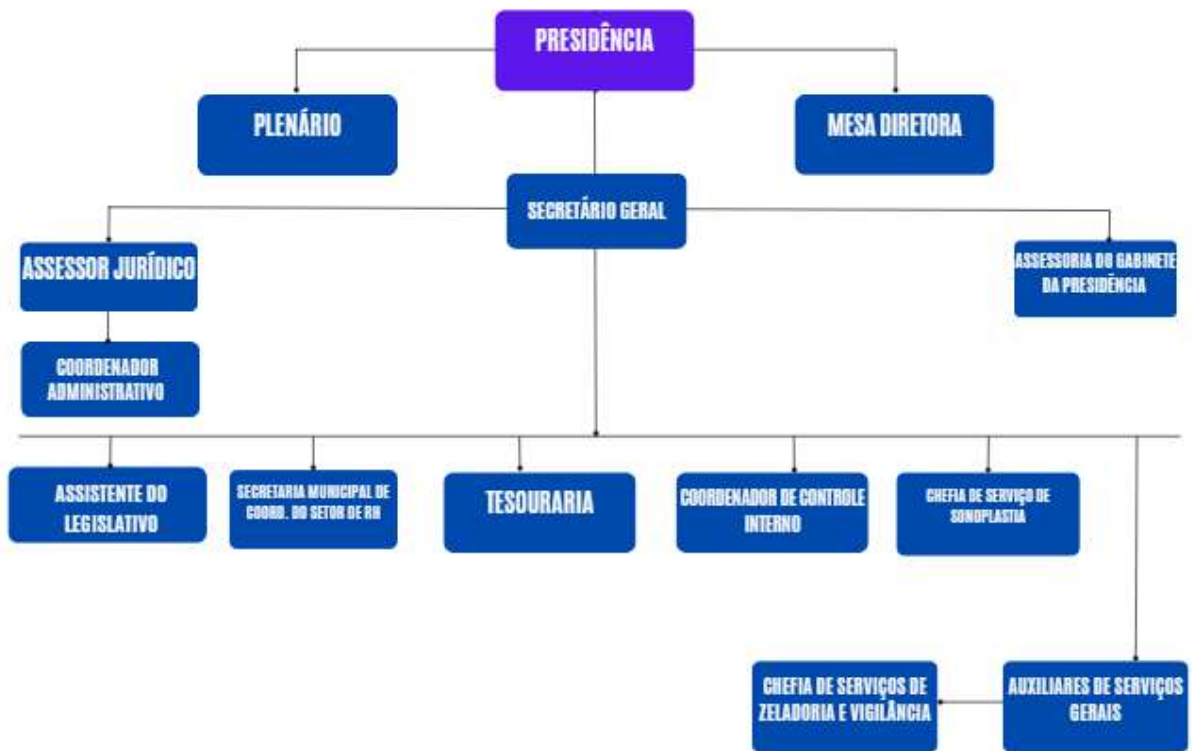 PRESIDÊNCIA
PLENÁRIO
MESA DIRETORA
SECRETÁRIO GERAL
ASSESSOR JURÍDICO
ASSESSORIA DO GABINETE
DA PRESIDÊNCIA
COORDENADOR
ADMINISTRATIVO
ASSISTENTE DO
LEGISLATIVO
SECRETARIA MUNICIPAL DE
COORD. DO SETOR DE RH
TESOURARIA
COORDENADOR DE CONTROLE
INTERNO
CHEFIA DE SERVIÇO DE
SONOPLASTIA
CHEFIA DE SERVIÇOS DE
ZELADORIA E VIGILÂNCIA
AUXILIARES DE SERVIÇOS
GERAIS